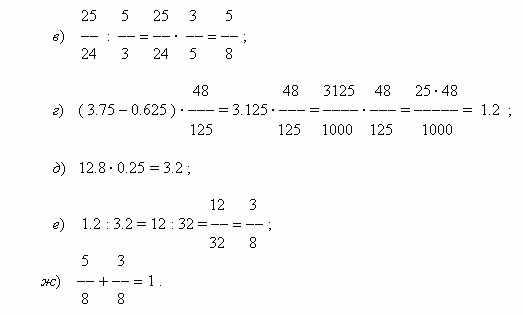 в) 25/24 : 5/3 = 25/24 · 3/5 = 5/8 ;
г) ( 3.75 – 0.625 ) · 48/125 = 3.125 · 48/125 = 3125/1000 · 48/125 = 25 · 48/1000 = 1.2 ;
д) 12.8 · 0.25 = 3.2 ;
е) 1.2 : 3.2 = 12 : 32 = 12/32 = 3/8 ;
ж) 5/8 + 3/8 = 1 .